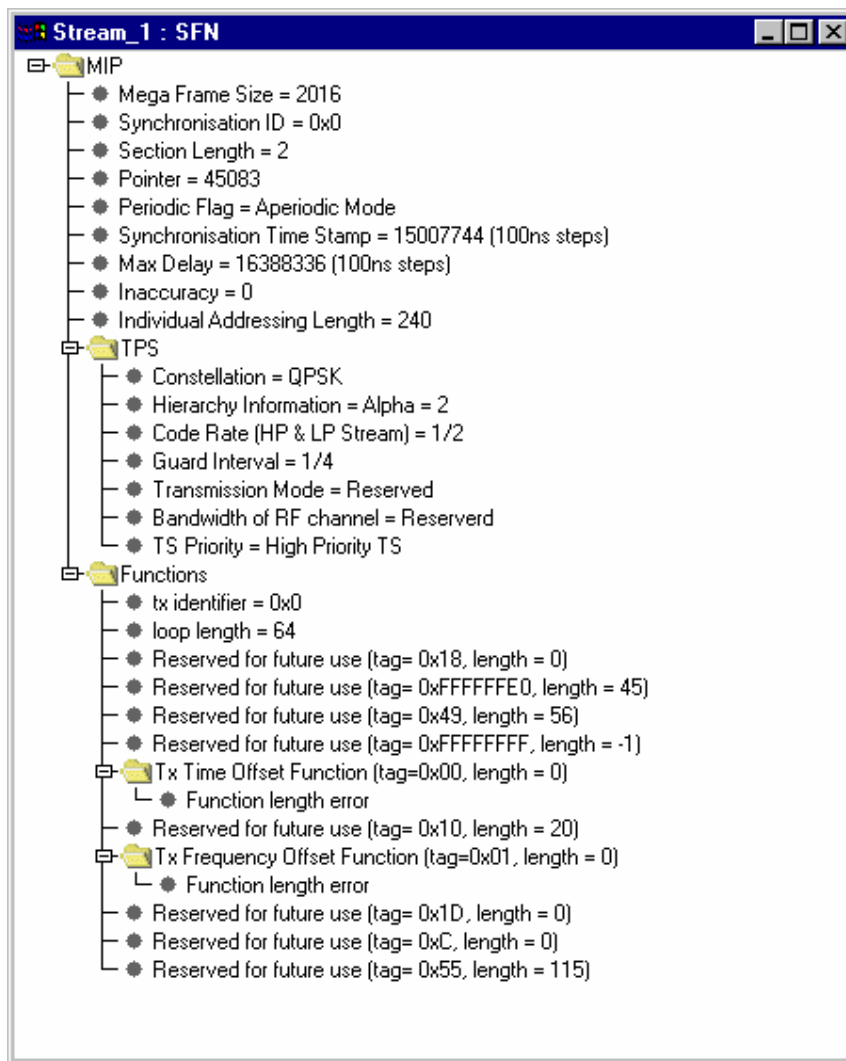 Stream_1 : SFN
MIP
Mega Frame Size = 2016
Synchronisation ID = 0x0
Section Length = 2
Pointer = 45083
Periodic Flag = Aperiodic Mode
Synchronisation Time Stamp = 15007744 (100ns steps)
Max Delay = 16388336 (100ns steps)
Inaccuracy = 0
Individual Addressing Length = 240
TPS
Constellation = QPSK
Hierarchy Information = Alpha = 2
Code Rate (HP & LP Stream) = 1/2
Guard Interval = 1/4
Transmission Mode = Reserved
Bandwidth of RF channel = Reserverd
TS Priority = High Priority TS
Functions
tx identifier = 0x0
loop length = 64
Reserved for future use (tag= 0x18, length = 0)
Reserved for future use (tag= 0xFFFFFFE0, length = 45)
Reserved for future use (tag= 0x49, length = 56)
Reserved for future use (tag= 0xFFFFFFFF, length = -1)
Tx Time Offset Function (tag=0x00, length = 0)
Function length error
Reserved for future use (tag= 0x10, length = 20)
Tx Frequency Offset Function (tag=0x01, length = 0)
Function length error
Reserved for future use (tag= 0x1D, length = 0)
Reserved for future use (tag= 0xC, length = 0)
Reserved for future use (tag= 0x55, length = 115)